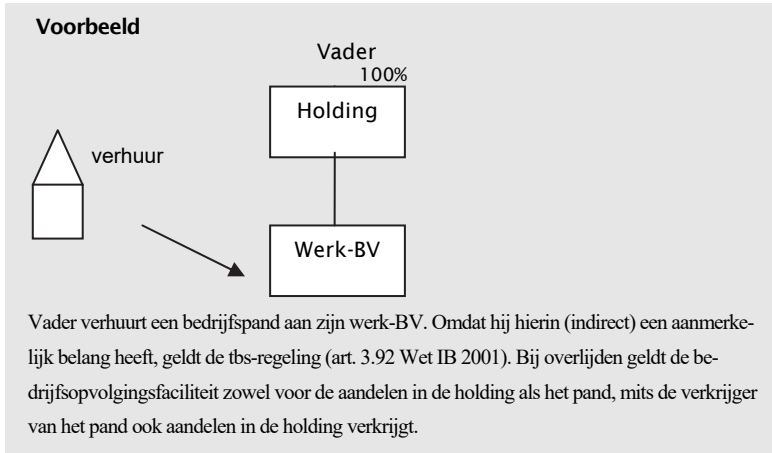 Voorbeeld
Vader
100%
Holding
verhuur
Werk-BV
Vader verhuurt een bedrijfspand aan zijn werk-BV. Omdat hij hierin (indirect) een aanmerke-
lijk belang heeft, geldt de tbs-regeling (art. 3.92 Wet IB 2001). Bij overlijden geldt de be-
drijfsopvolgingsfaciliteit zowel voor de aandelen in de holding als het pand, mits de verkrijger
van het pand ook aandelen in de holding verkrijgt.